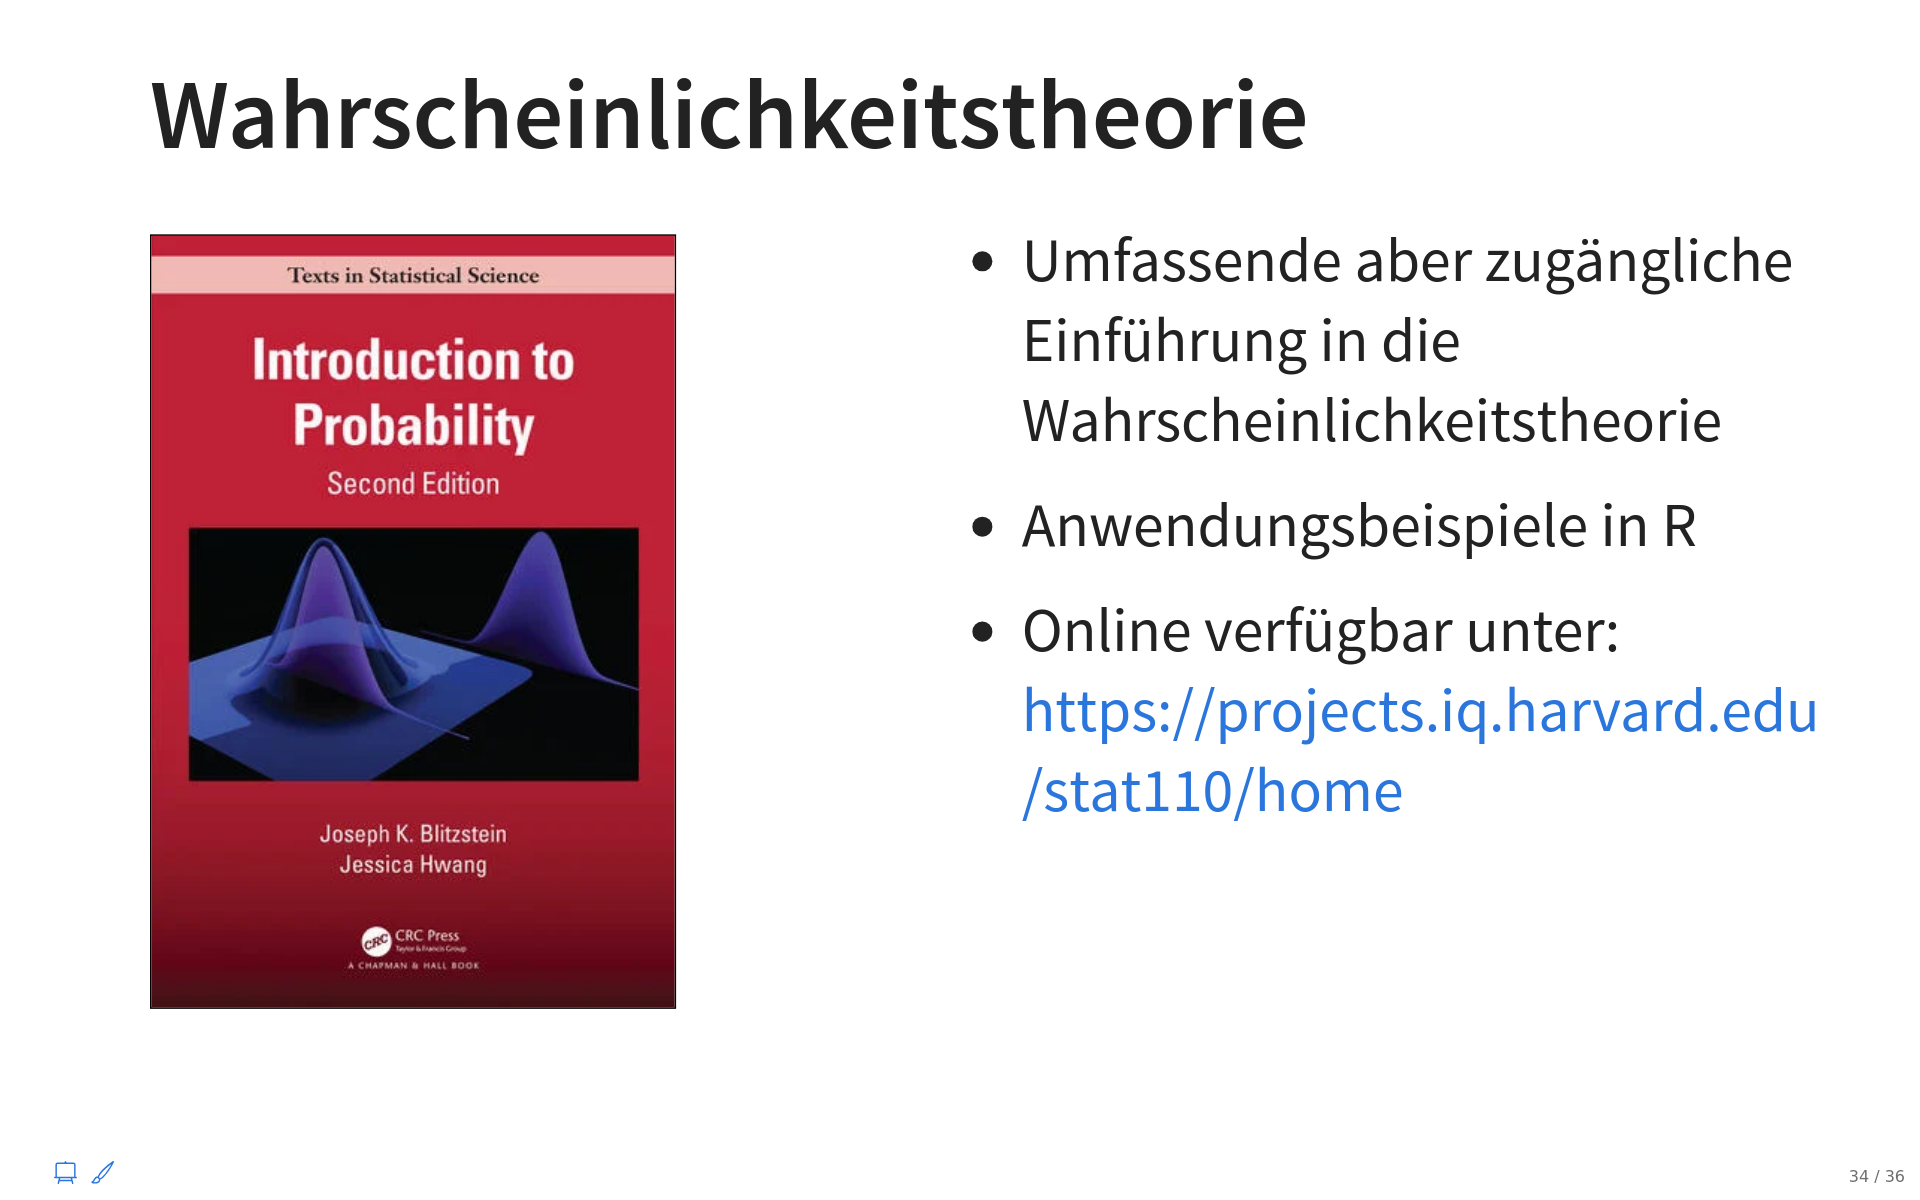 Wahrscheinlichkeitstheorie
Texts in Statistical Science
Introduction to
Probability
Second Edition
Joseph K. Blitzstein
Jessica Hwang
CRC
CRC Press
Taylor & Francis Group
A CHAPMAN & HALL BOOK
• Umfassende aber zugängliche
Einführung in die
Wahrscheinlichkeitstheorie
• Anwendungsbeispiele in R
• Online verfügbar unter:
https://projects.iq.harvard.edu
/stat110/home
34 / 36